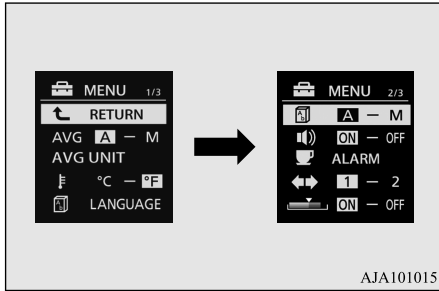 MENU 1/3
RETURN
AVG A – M
AVG UNIT
°C – °F
LANGUAGE
MENU 2/3
A – M
ON – OFF
ALARM
1 – 2
ON – OFF
AJA101015